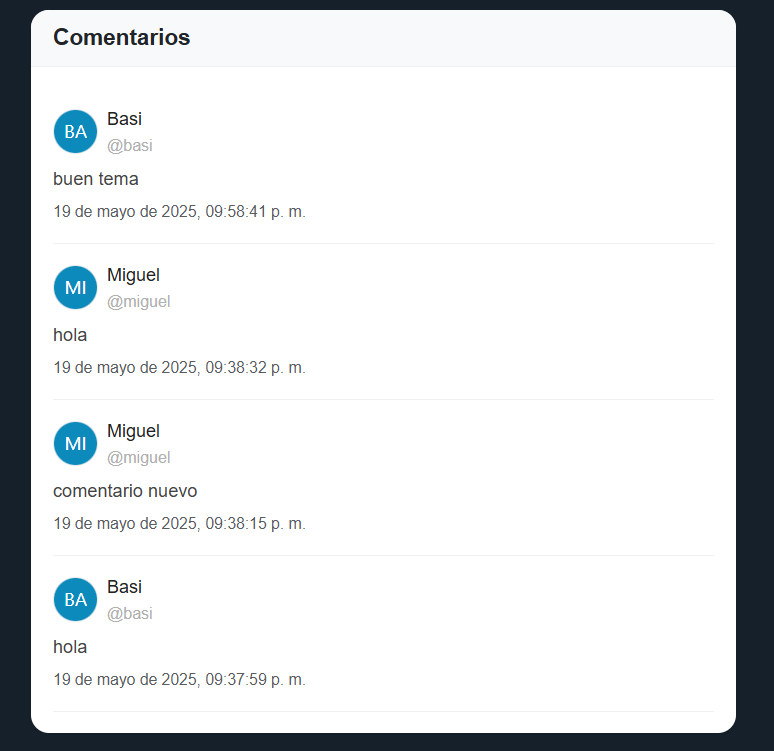 Comentarios
BA
Basi
@basi
buen tema
19 de mayo de 2025, 09:58:41 p. m.
MI
Miguel
@miguel
hola
19 de mayo de 2025, 09:38:32 p. m.
MI
Miguel
@miguel
comentario nuevo
19 de mayo de 2025, 09:38:15 p. m.
BA
Basi
@basi
hola
19 de mayo de 2025, 09:37:59 p. m.